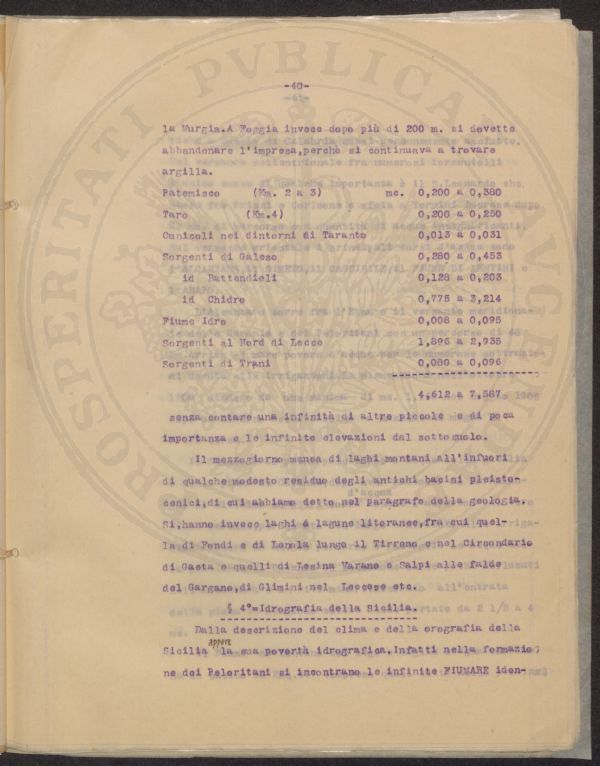 -40-
la Murgia.A Foggia invece dopo più di 200 m. si dovette
abbandonare l'impresa,perchè si continuava a trovare
argilla.
Patemisco (Km. 2 a 3) mc. 0,200 a 0,380
Taro (Km.4) 0,200 a 0,250
Cunicoli nei dintorni di Taranto 0,013 a 0,031
Sorgenti di Galeso 0,280 a 0,453
id Battendieli 0,128 a 0,203
id Chidro 0,775 a 3,214
Fiume Idro 0,008 a 0,095
Sorgenti al Nord di Lecce 1,896 a 2,935
Sorgenti di Trani 0,080 a 0,096
4,612 a 7,587
senza contare una infinità di altre piccole e di poca
importanza e le infinite elevazioni dal sottosuolo.
Il mezzogiorno manca di laghi montani all'infuori
di qualche modesto residuo degli antichi bacini pleisto-
cenici,di cui abbiamo detto nel paragrafo della geologia.
Si,hanno invece laghi é lagune litoranee,fra cui quel-
la di Fondi e di Lenola lungo il Tirreno e nel Circondario
di Gaeta e quelli di Lesina Varano e Salpi alle falde
del Gargano,di Glimini nel Leccese etc.
§ 4°=Idrografia della Sicilia.
Dalla descrizione del clima e della orografia della
appare
Sicilia la sua povertà idrografica.Infatti nella formazio
ne dei Peloritani si incontrano le infinite FIUMARE iden-
PROSPERITATI PVBLICAE AVGENDAE